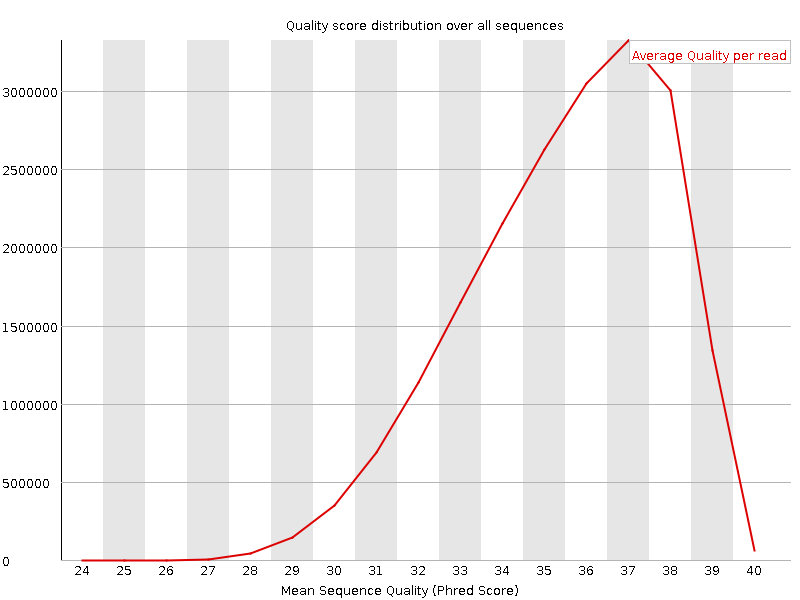 Quality score distribution over all sequences
Average Quality per read
3000000
2500000
2000000
1500000
1000000
500000
0
24 25 26 27 28 29 30 31 32 33 34 35 36 37 38 39 40
Mean Sequence Quality (Phred Score)